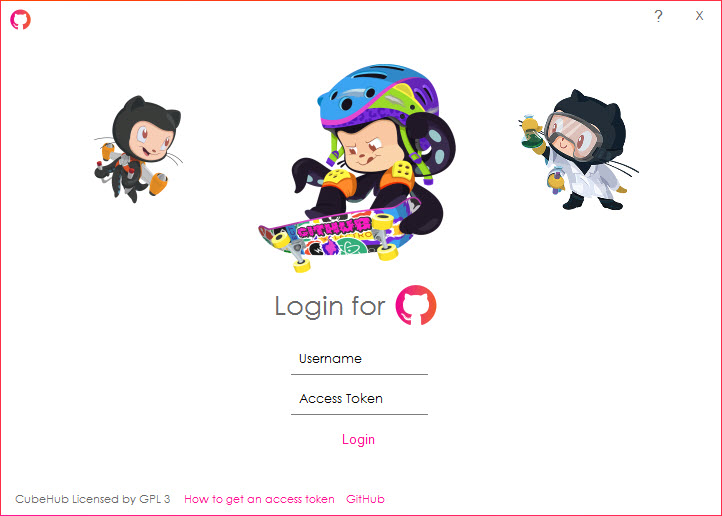 ? X
GITHUB
Login for
Username
Access Token
Login
CubeHub Licensed by GPL 3 How to get an access token GitHub